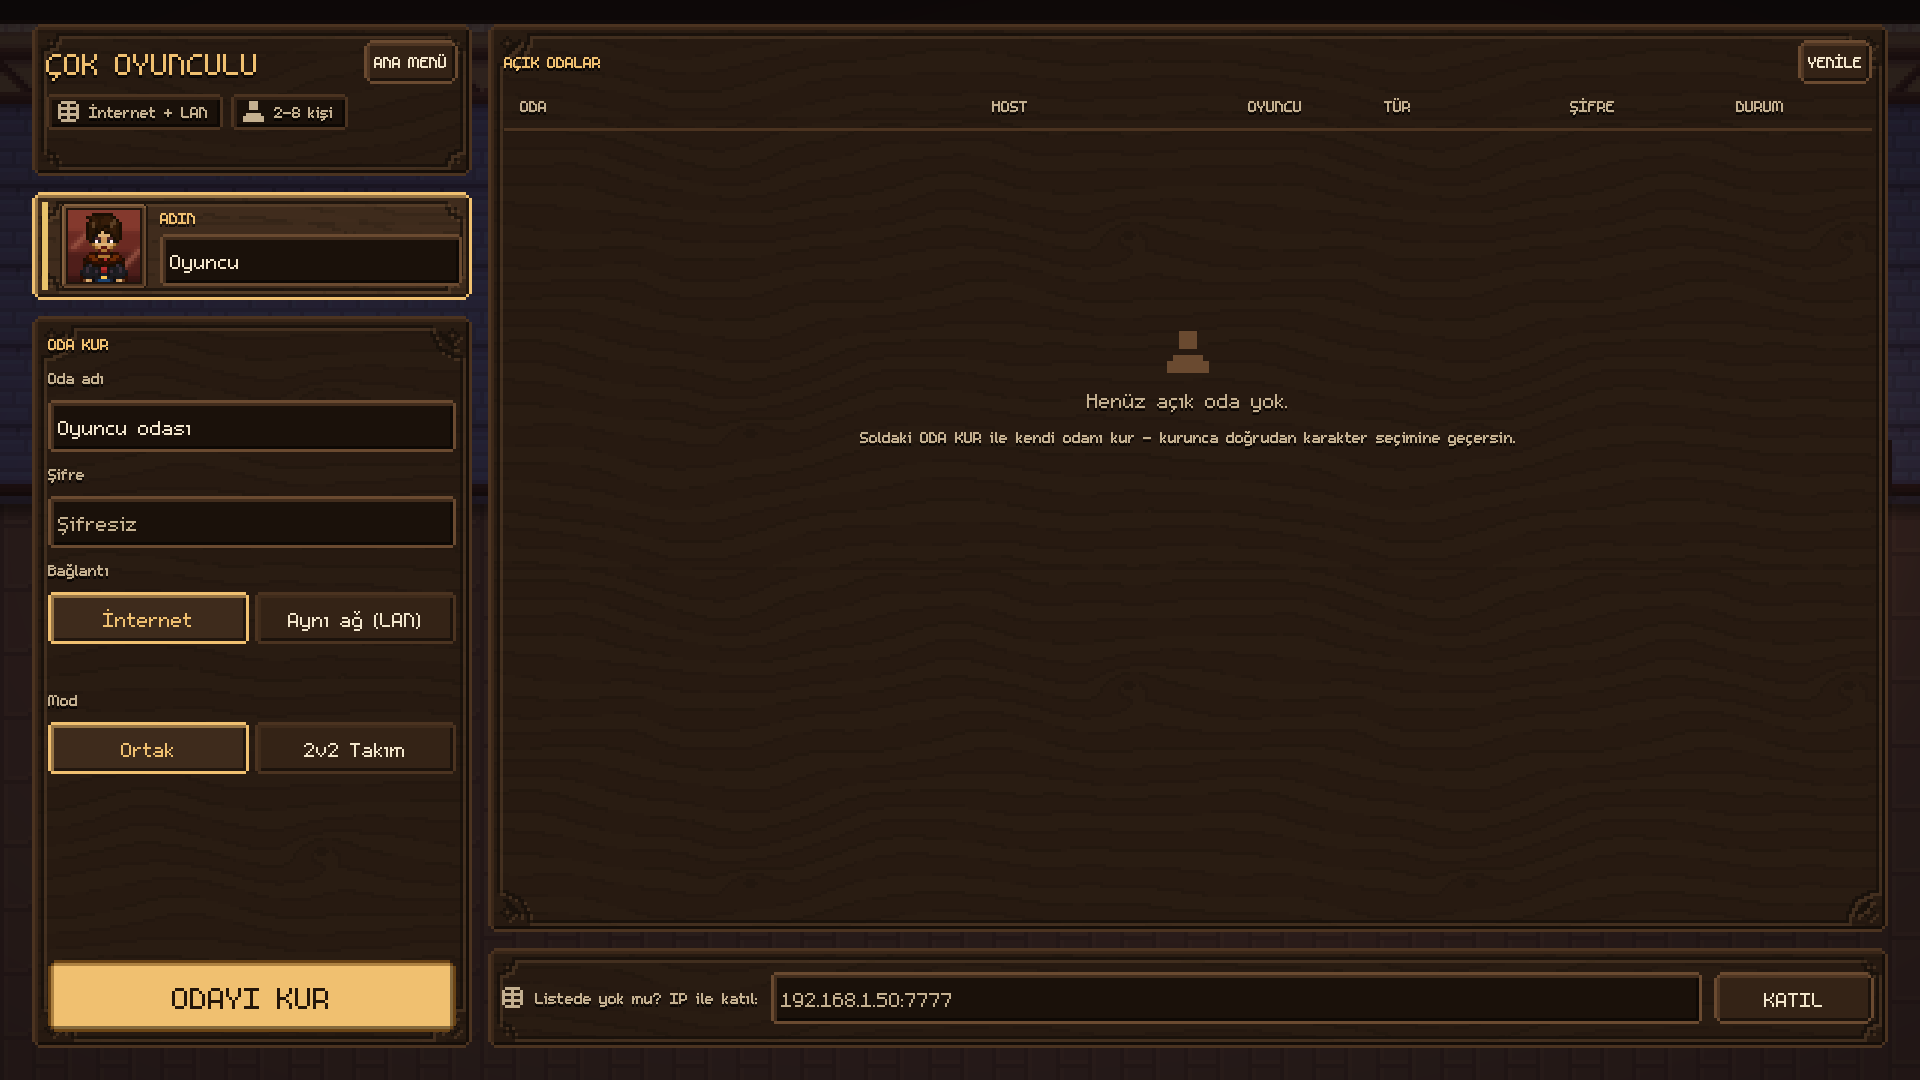 ÇOK OYUNCULU
ANA MENÜ
İnternet + LAN
2-8 kişi
ADIN
Oyuncu
ODA KUR
Oda adı
Oyuncu odası
Şifre
Şifresiz
Bağlantı
İnternet
Aynı ağ (LAN)
Mod
Ortak
2v2 Takım
ODAYI KUR
AÇIK ODALAR
YENİLE
ODA HOST OYUNCU TÜR ŞİFRE DURUM
Henüz açık oda yok.
Soldaki ODA KUR ile kendi odanı kur – kurunca doğrudan karakter seçimine geçersin.
Listede yok mu? IP ile katıl:
192.168.1.50:7777
KATIL